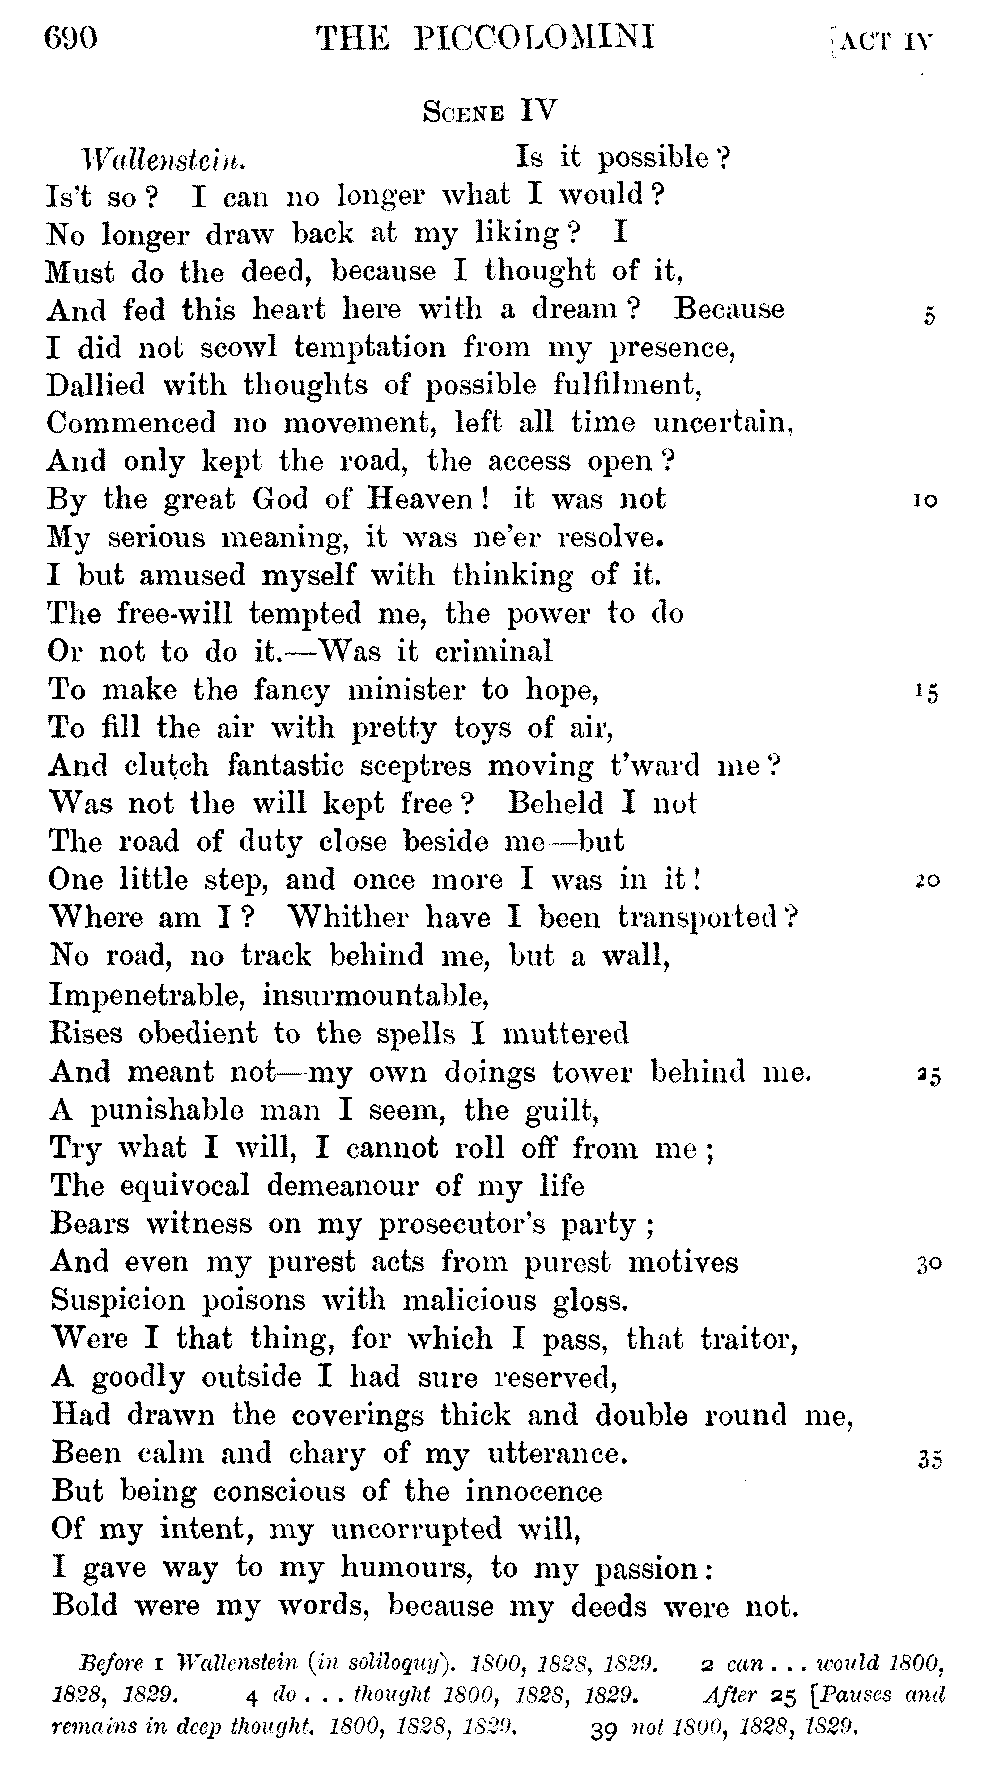 690 THE PICCOLOMINI [ACT IV
SCENE IV
Wallenstein. Is it possible?
Is't so? I can no longer what I would?
No longer draw back at my liking? I
Must do the deed, because I thought of it,
And fed this heart here with a dream? Because 5
I did not scowl temptation from my presence,
Dallied with thoughts of possible fulfilment,
Commenced no movement, left all time uncertain,
And only kept the road, the access open?
By the great God of Heaven! it was not 10
My serious meaning, it was ne'er resolve.
I but amused myself with thinking of it.
The free-will tempted me, the power to do
Or not to do it.—Was it criminal
To make the fancy minister to hope, 15
To fill the air with pretty toys of air,
And clutch fantastic sceptres moving t'ward me?
Was not the will kept free? Beheld I not
The road of duty close beside me—but
One little step, and once more I was in it! 20
Where am I? Whither have I been transported?
No road, no track behind me, but a wall,
Impenetrable, insurmountable,
Rises obedient to the spells I muttered
And meant not—my own doings tower behind me. 25
A punishable man I seem, the guilt,
Try what I will, I cannot roll off from me;
The equivocal demeanour of my life
Bears witness on my prosecutor's party;
And even my purest acts from purest motives 30
Suspicion poisons with malicious gloss.
Were I that thing, for which I pass, that traitor,
A goodly outside I had sure reserved,
Had drawn the coverings thick and double round me,
Been calm and chary of my utterance. 35
But being conscious of the innocence
Of my intent, my uncorrupted will,
I gave way to my humours, to my passion:
Bold were my words, because my deeds were not.
Before 1 Wallenstein (in soliloquy). 1800, 1828, 1829. 2 can . . . would 1800,
1828, 1829. 4 do . . . thought 1800, 1828, 1829. After 25 [Pauses and
remains in deep thought. 1800, 1828, 1829. 39 not 1800, 1828, 1829.